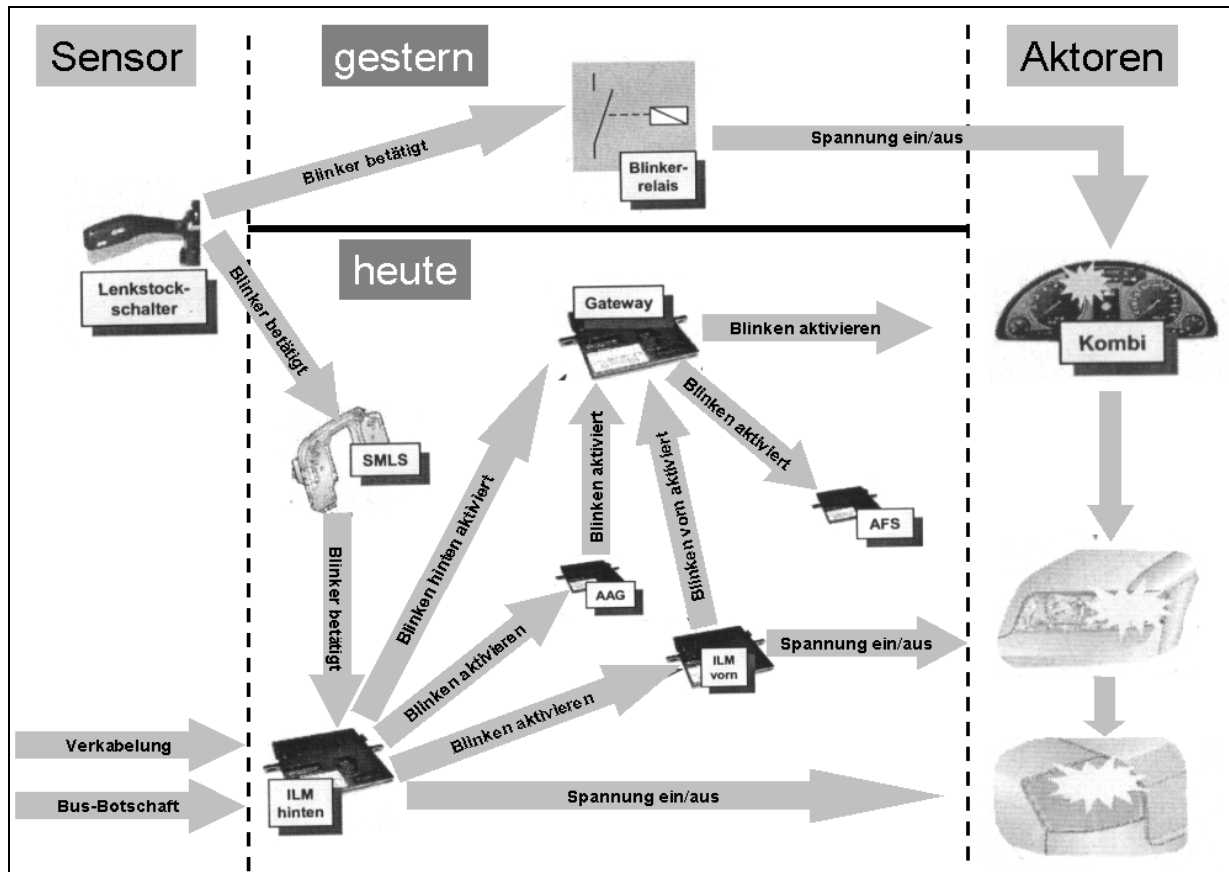 Sensor
gestern
Aktoren
Blinker betätigt
Blinker-
relais
Spannung ein/aus
Lenkstock-
schalter
heute
Blinker betätigt
Gateway
Blinken aktivieren
Kombi
SMLS
Blinken hinten aktiviert
Blinken aktiviert
Blinken vorn aktiviert
Blinken aktiviert
AFS
Blinker betätigt
AAG
Blinken aktivieren
ILM
vorn
Spannung ein/aus
Blinken aktivieren
Verkabelung
Bus-Botschaft
ILM
hinten
Spannung ein/aus